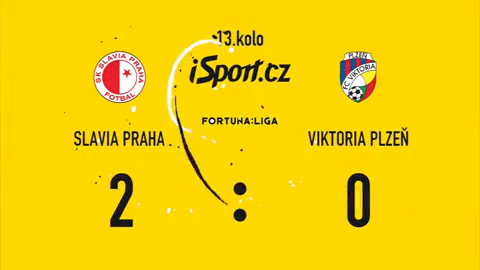 13.kolo
iSport.cz
FORTUNA:LIGA
SK SLAVIA PRAHA
FOTBAL
PLZEŇ
FC VIKTORIA
SLAVIA PRAHA
VIKTORIA PLZEŇ
2 : 0